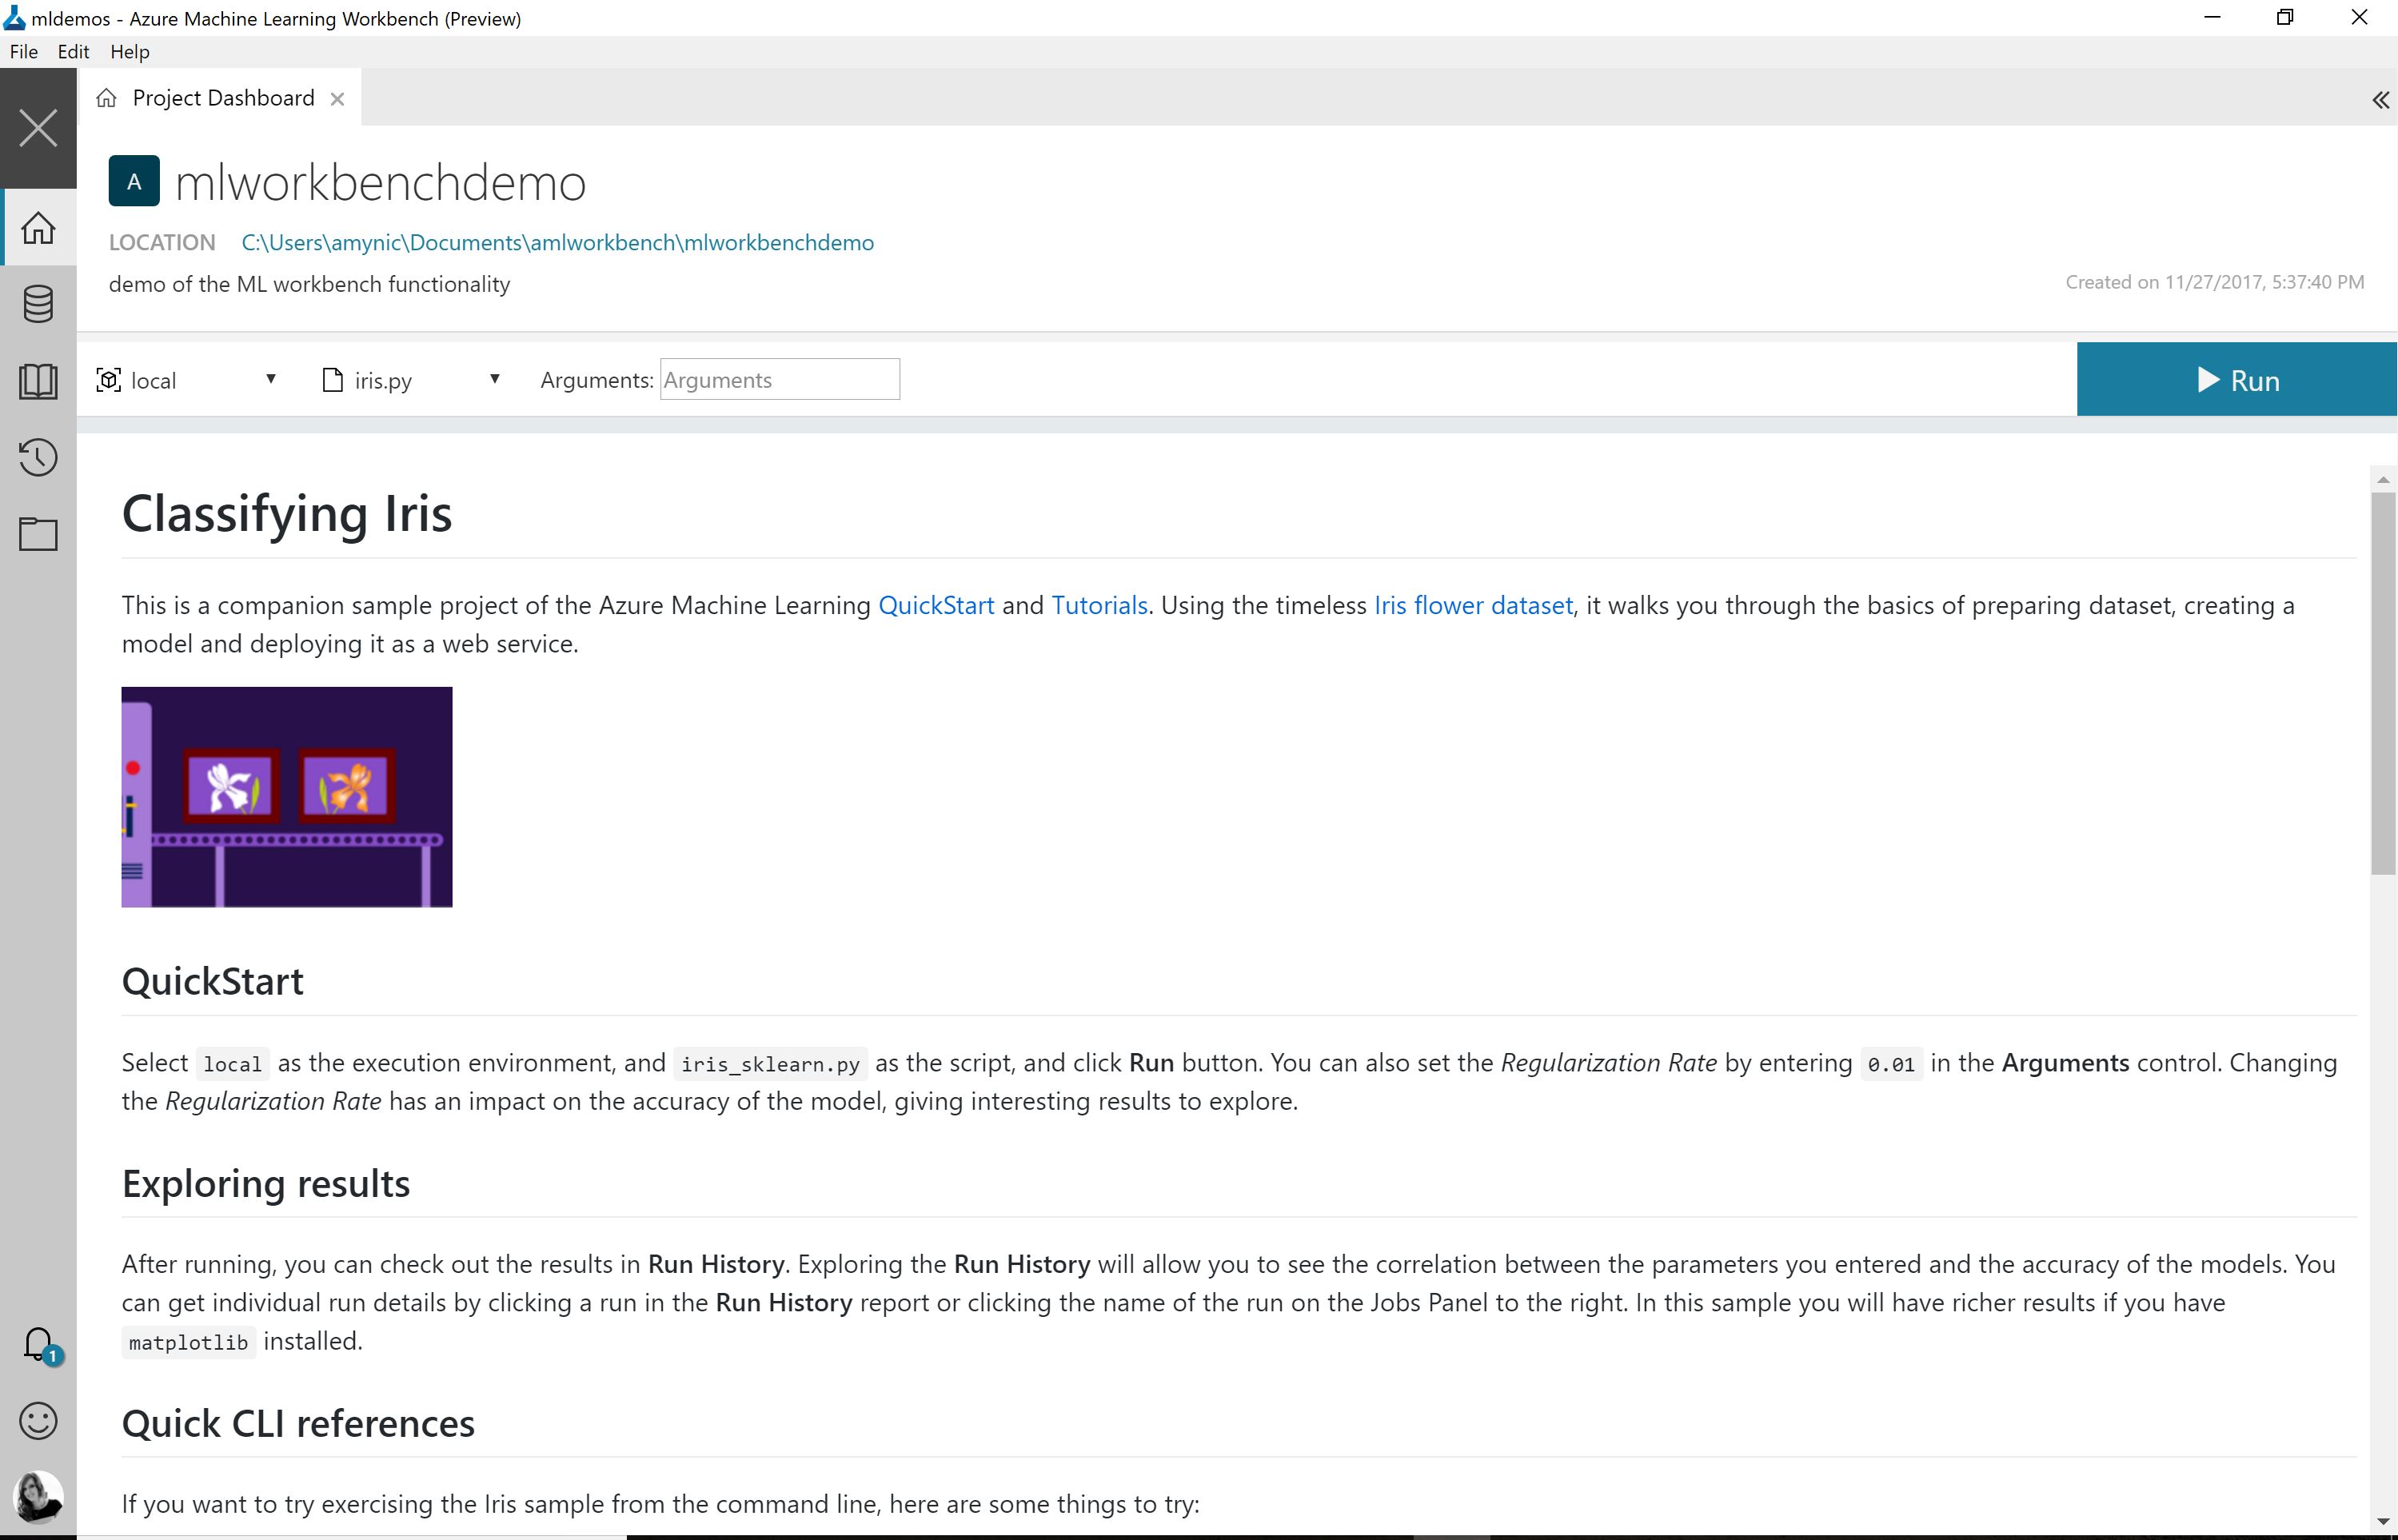 mldemos - Azure Machine Learning Workbench (Preview)
File Edit Help
Project Dashboard
A mlworkbenchdemo
LOCATION C:\Users\amynic\Documents\amlworkbench\mlworkbenchdemo
demo of the ML workbench functionality
Created on 11/27/2017, 5:37:40 PM
local iris.py Arguments: Arguments Run
Classifying Iris
This is a companion sample project of the Azure Machine Learning QuickStart and Tutorials. Using the timeless Iris flower dataset, it walks you through the basics of preparing dataset, creating a
model and deploying it as a web service.
QuickStart
Select local as the execution environment, and iris_sklearn.py as the script, and click Run button. You can also set the Regularization Rate by entering 0.01 in the Arguments control. Changing
the Regularization Rate has an impact on the accuracy of the model, giving interesting results to explore.
Exploring results
After running, you can check out the results in Run History. Exploring the Run History will allow you to see the correlation between the parameters you entered and the accuracy of the models. You
can get individual run details by clicking a run in the Run History report or clicking the name of the run on the Jobs Panel to the right. In this sample you will have richer results if you have
matplotlib installed.
1
Quick CLI references
If you want to try exercising the Iris sample from the command line, here are some things to try: